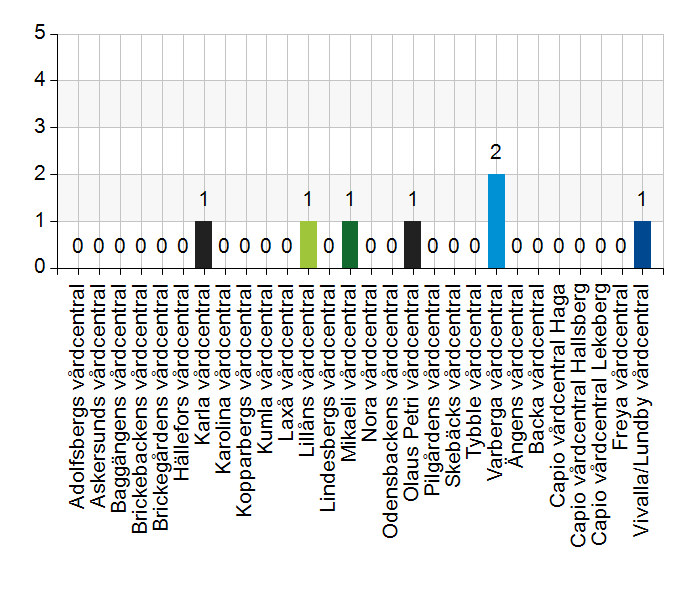 5
4
3
2
1
0
0 0 0 0 0 0 1 0 0 0 0 1 0 1 0 0 1 0 0 0 2 0 0 0 0 0 0 1
Adolfsbergs vårdcentral
Askersunds vårdcentral
Baggängens vårdcentral
Brickebackens vårdcentral
Brickegårdens vårdcentral
Hällefors vårdcentral
Karla vårdcentral
Karolina vårdcentral
Kopparbergs vårdcentral
Kumla vårdcentral
Laxå vårdcentral
Lillåns vårdcentral
Lindesbergs vårdcentral
Mikaeli vårdcentral
Nora vårdcentral
Odensbackens vårdcentral
Olaus Petri vårdcentral
Pilgårdens vårdcentral
Skebäcks vårdcentral
Tybble vårdcentral
Varberga vårdcentral
Ängens vårdcentral
Backa vårdcentral
Capio vårdcentral Haga
Capio vårdcentral Hallsberg
Capio vårdcentral Lekeberg
Freya vårdcentral
Vivalla/Lundby vårdcentral